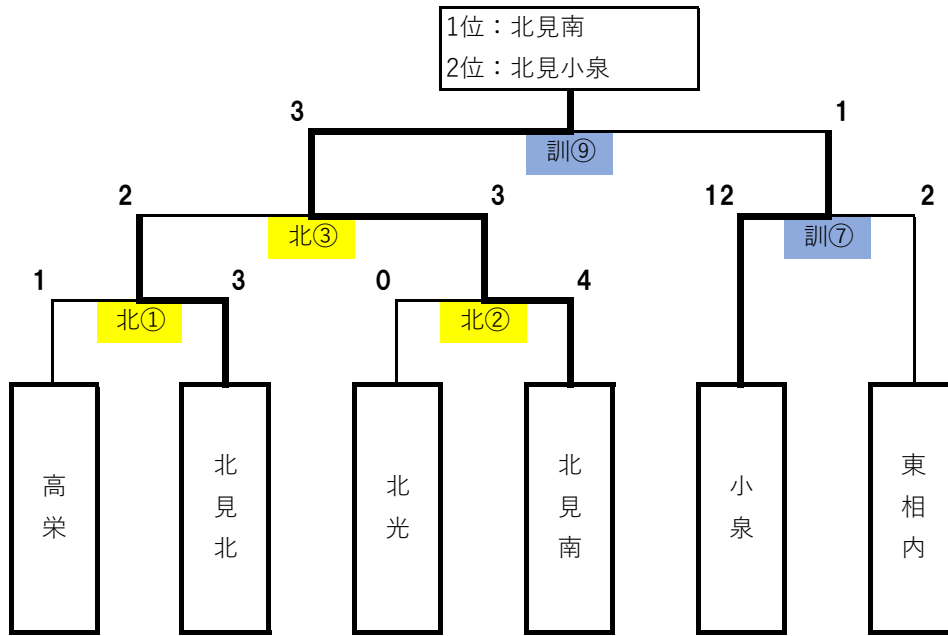 1位：北見南
2位：北見小泉
3
1
訓⑨
2
3
12
2
北③
訓⑦
1
3
0
4
北①
北②
高栄
北見北
北光
北見南
小泉
東相内